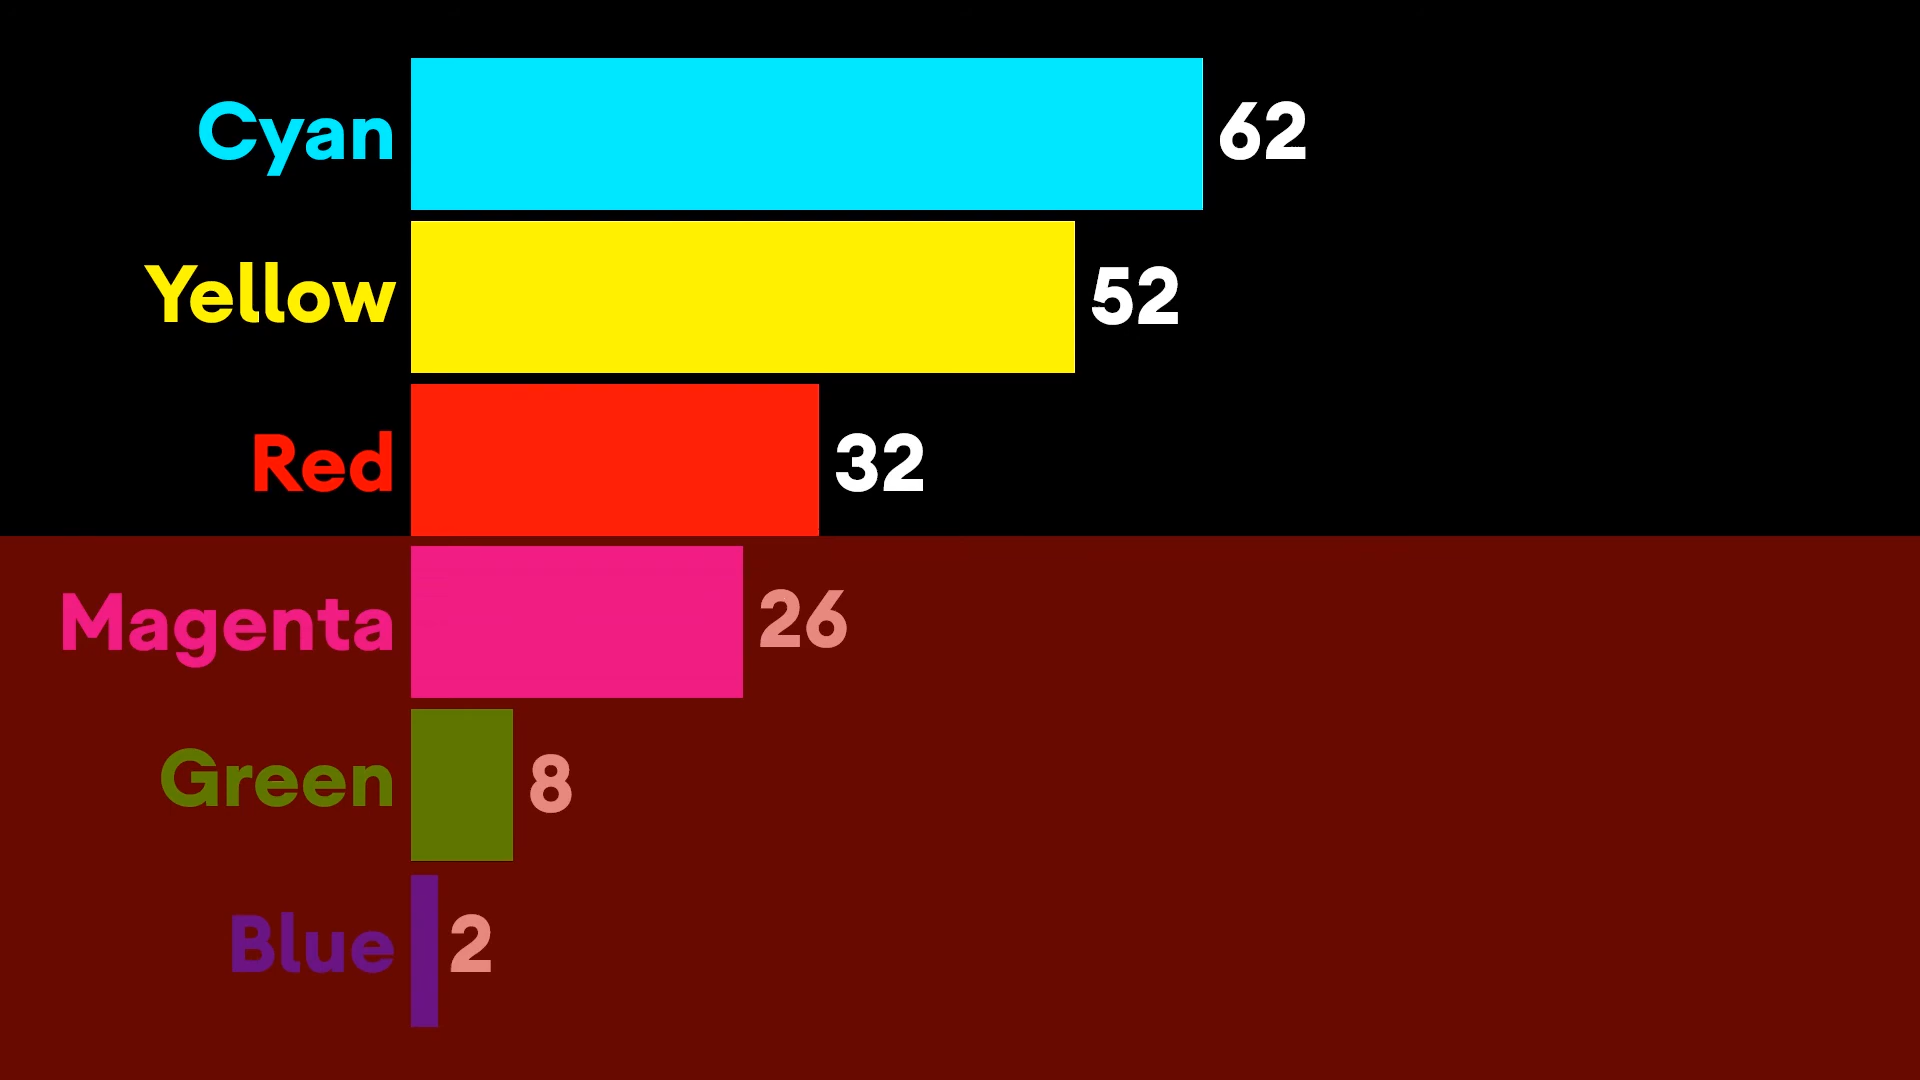 Cyan 62
Yellow 52
Red 32
Magenta 26
Green 8
Blue 2